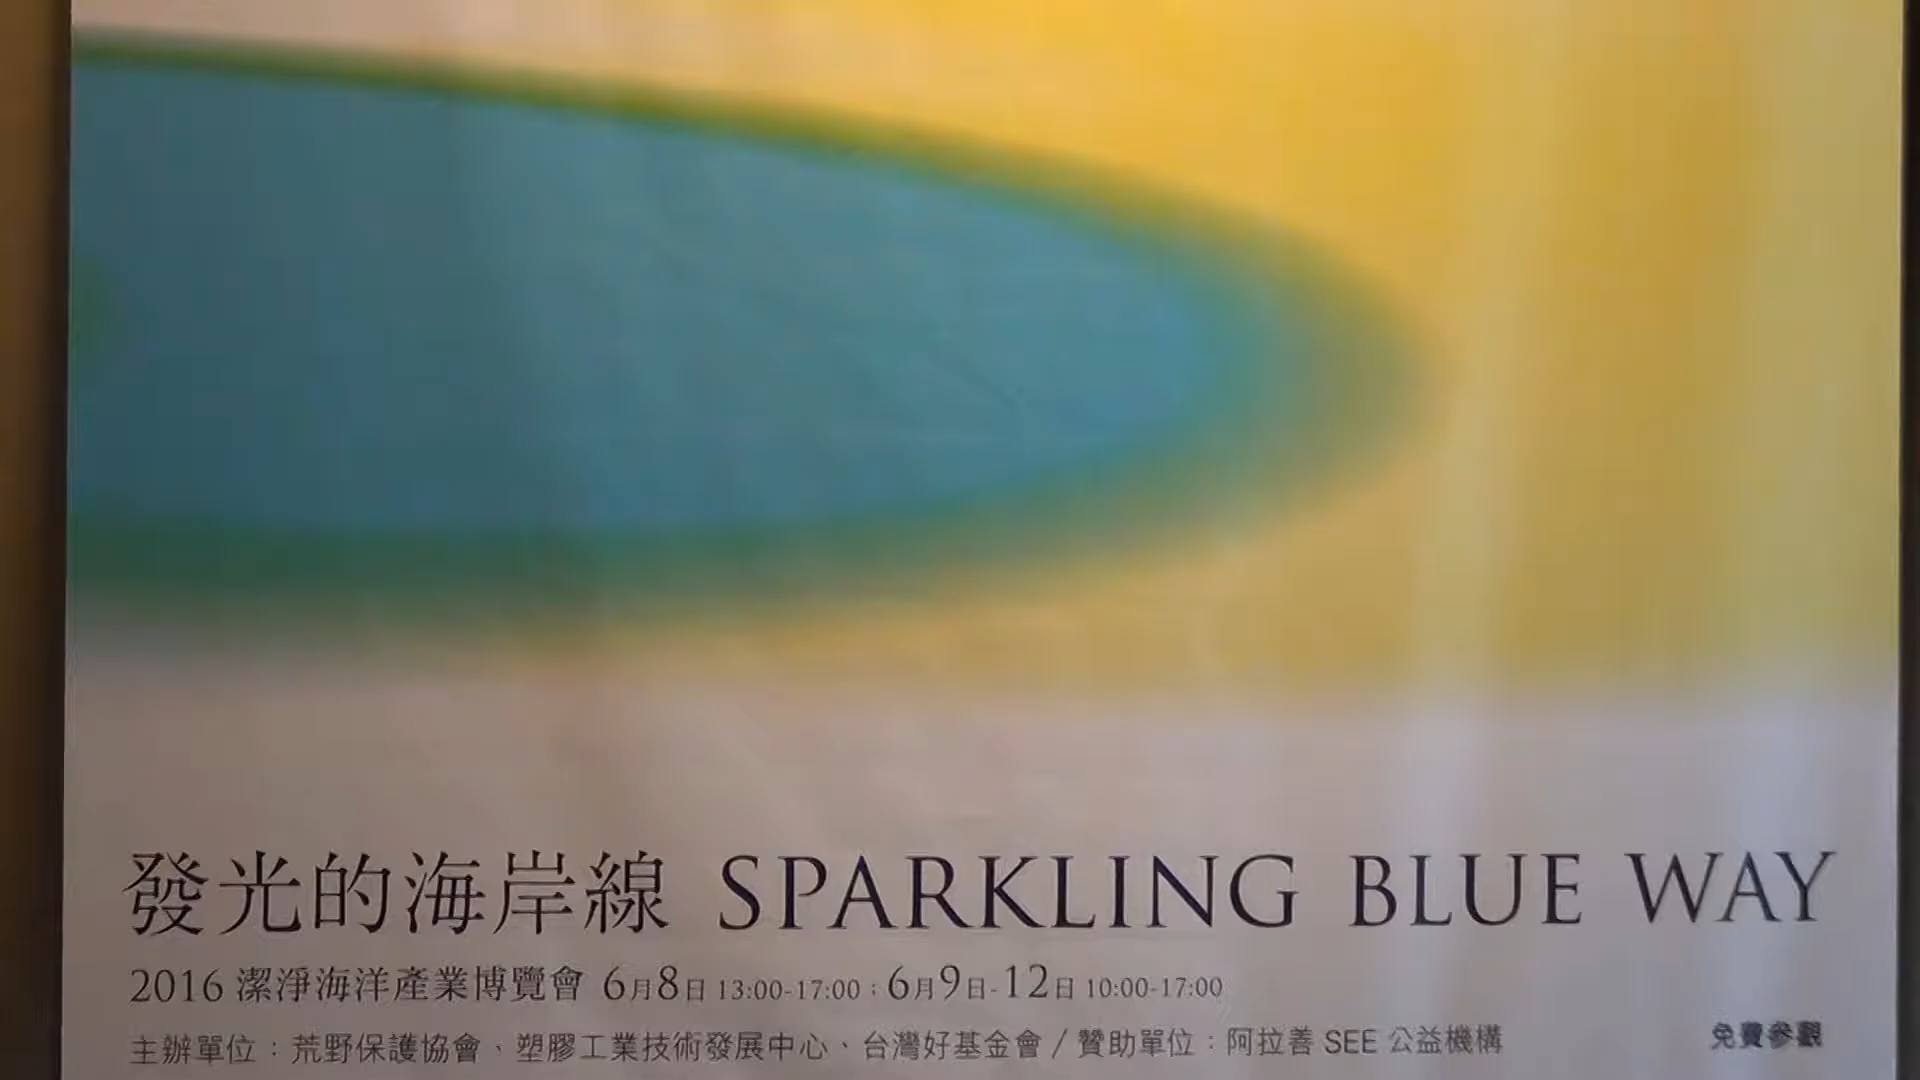 發光的海岸線 SPARKLING BLUE WAY
2016 潔淨海洋產業博覽會 6月8日 13:00-17:00；6月9日-12日 10:00-17:00
主辦單位：荒野保護協會、塑膠工業技術發展中心、台灣好基金會 / 贊助單位：阿拉善 SEE 公益機構 免費參觀